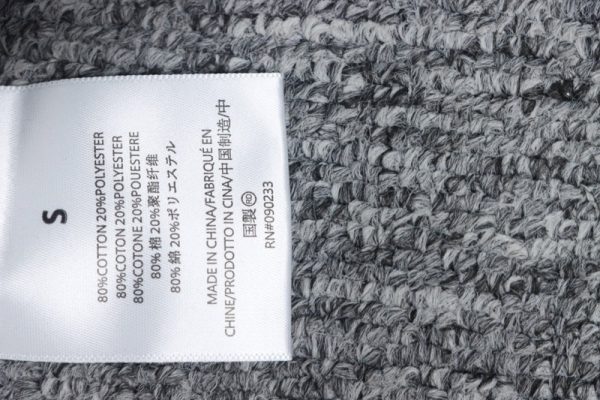 S
80%COTTON 20%POLYESTER
80%COTON 20%POLYESTER
80%COTONE 20%POUESTERE
80% 棉 20%聚酯纤维
80% 綿 20%ポリエステル
MADE IN CHINA/FABRIQUÉ EN
CHINE/PRODOTTO IN CINA/中国制造/中
国製
RN#090233